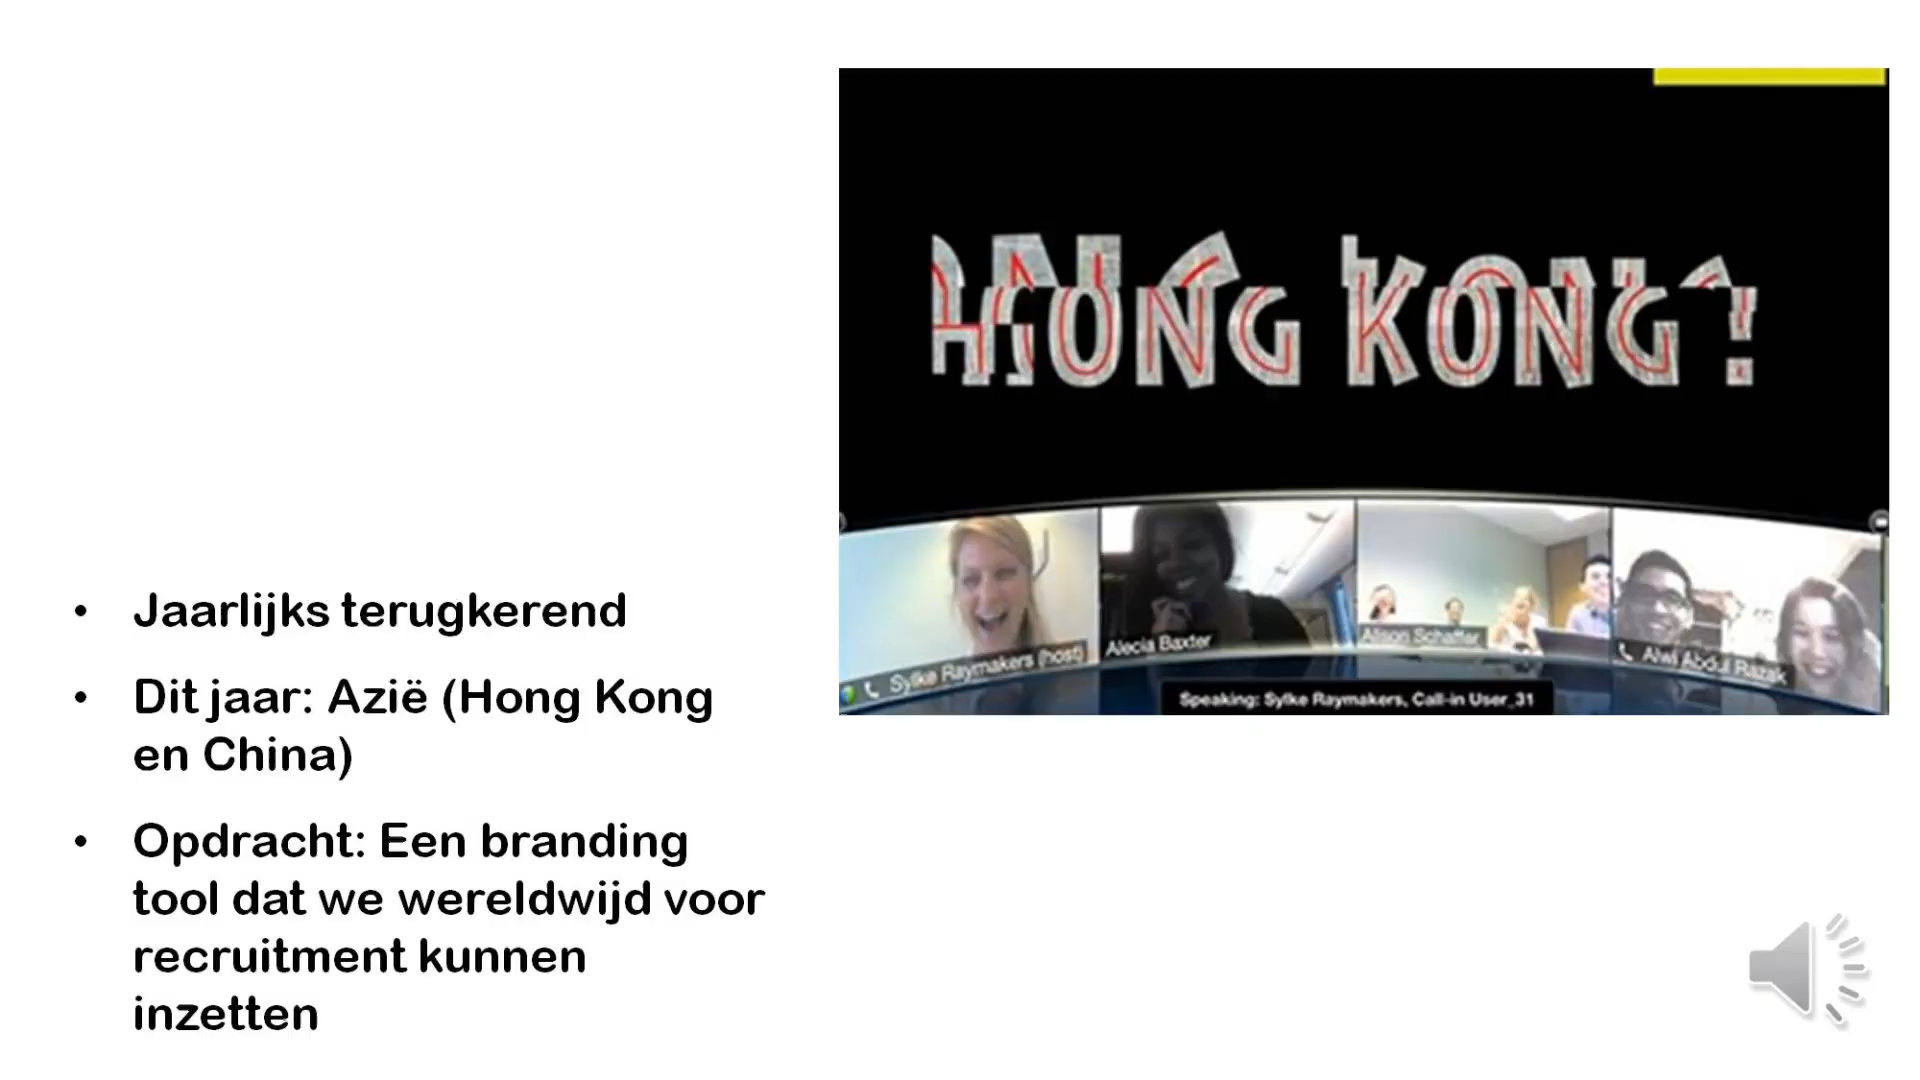 • Jaarlijks terugkerend
• Dit jaar: Azië (Hong Kong
en China)
• Opdracht: Een branding
tool dat we wereldwijd voor
recruitment kunnen
inzetten
HONG KONG !
Sylke Raymakers (host)
Alecia Baxter
Alison Schaffer
Alwi Abdul Razak
Speaking: Sylke Raymakers, Call-in User_31